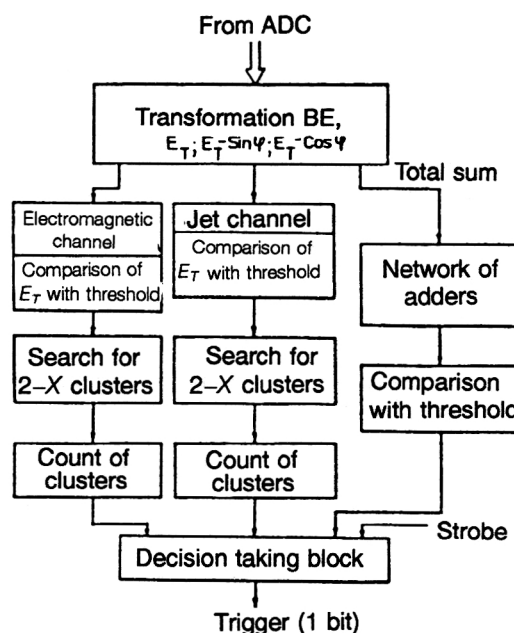 From ADC
Transformation BE,
E_T; E_T-Sinφ; E_T-Cosφ
Total sum
Electromagnetic
channel
Comparison of
E_T with threshold
Jet channel
Comparison of
E_T with threshold
Network of
adders
Search for
2–X clusters
Search for
2–X clusters
Comparison
with threshold
Count of
clusters
Count of
clusters
Strobe
Decision taking block
Trigger (1 bit)